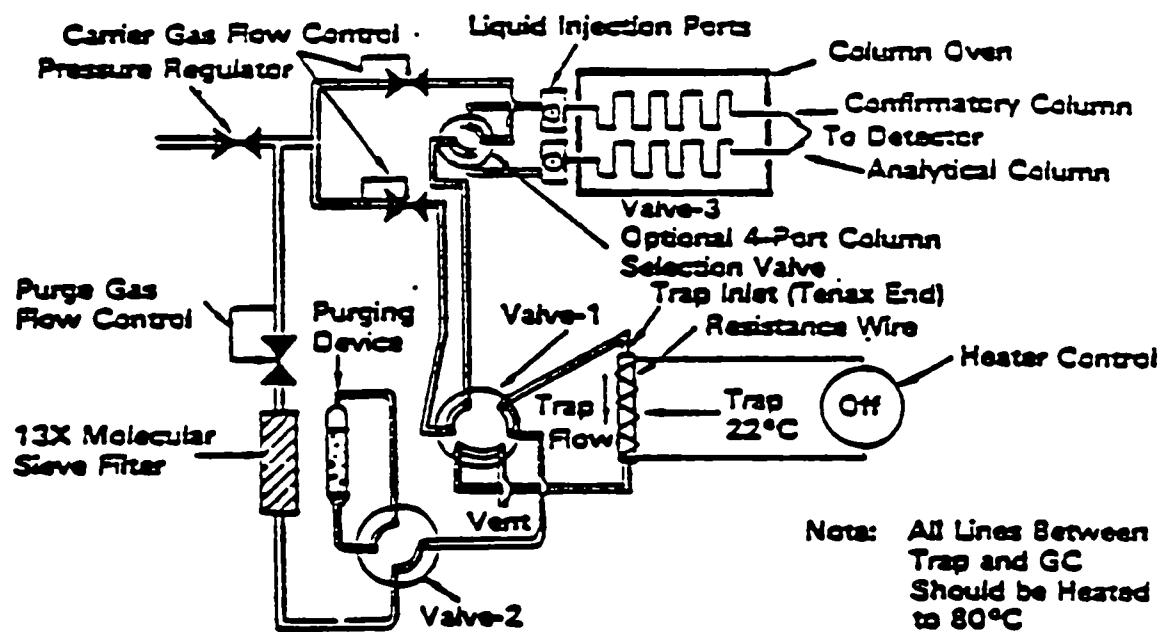 Carrier Gas Flow Control
Pressure Regulator
Liquid Injection Ports
Column Oven
Confirmatory Column
To Detector
Analytical Column
Valve-3
Optional 4-Port Column
Selection Valve
Purge Gas
Flow Control
Purging
Device
Valve-1
Trap Inlet (Tenax End)
Resistance Wire
Heater Control
Off
Trap
Flow
Trap
22°C
13X Molecular
Sieve Filter
Vent
Valve-2
Note: All Lines Between
Trap and GC
Should be Heated
to 80°C